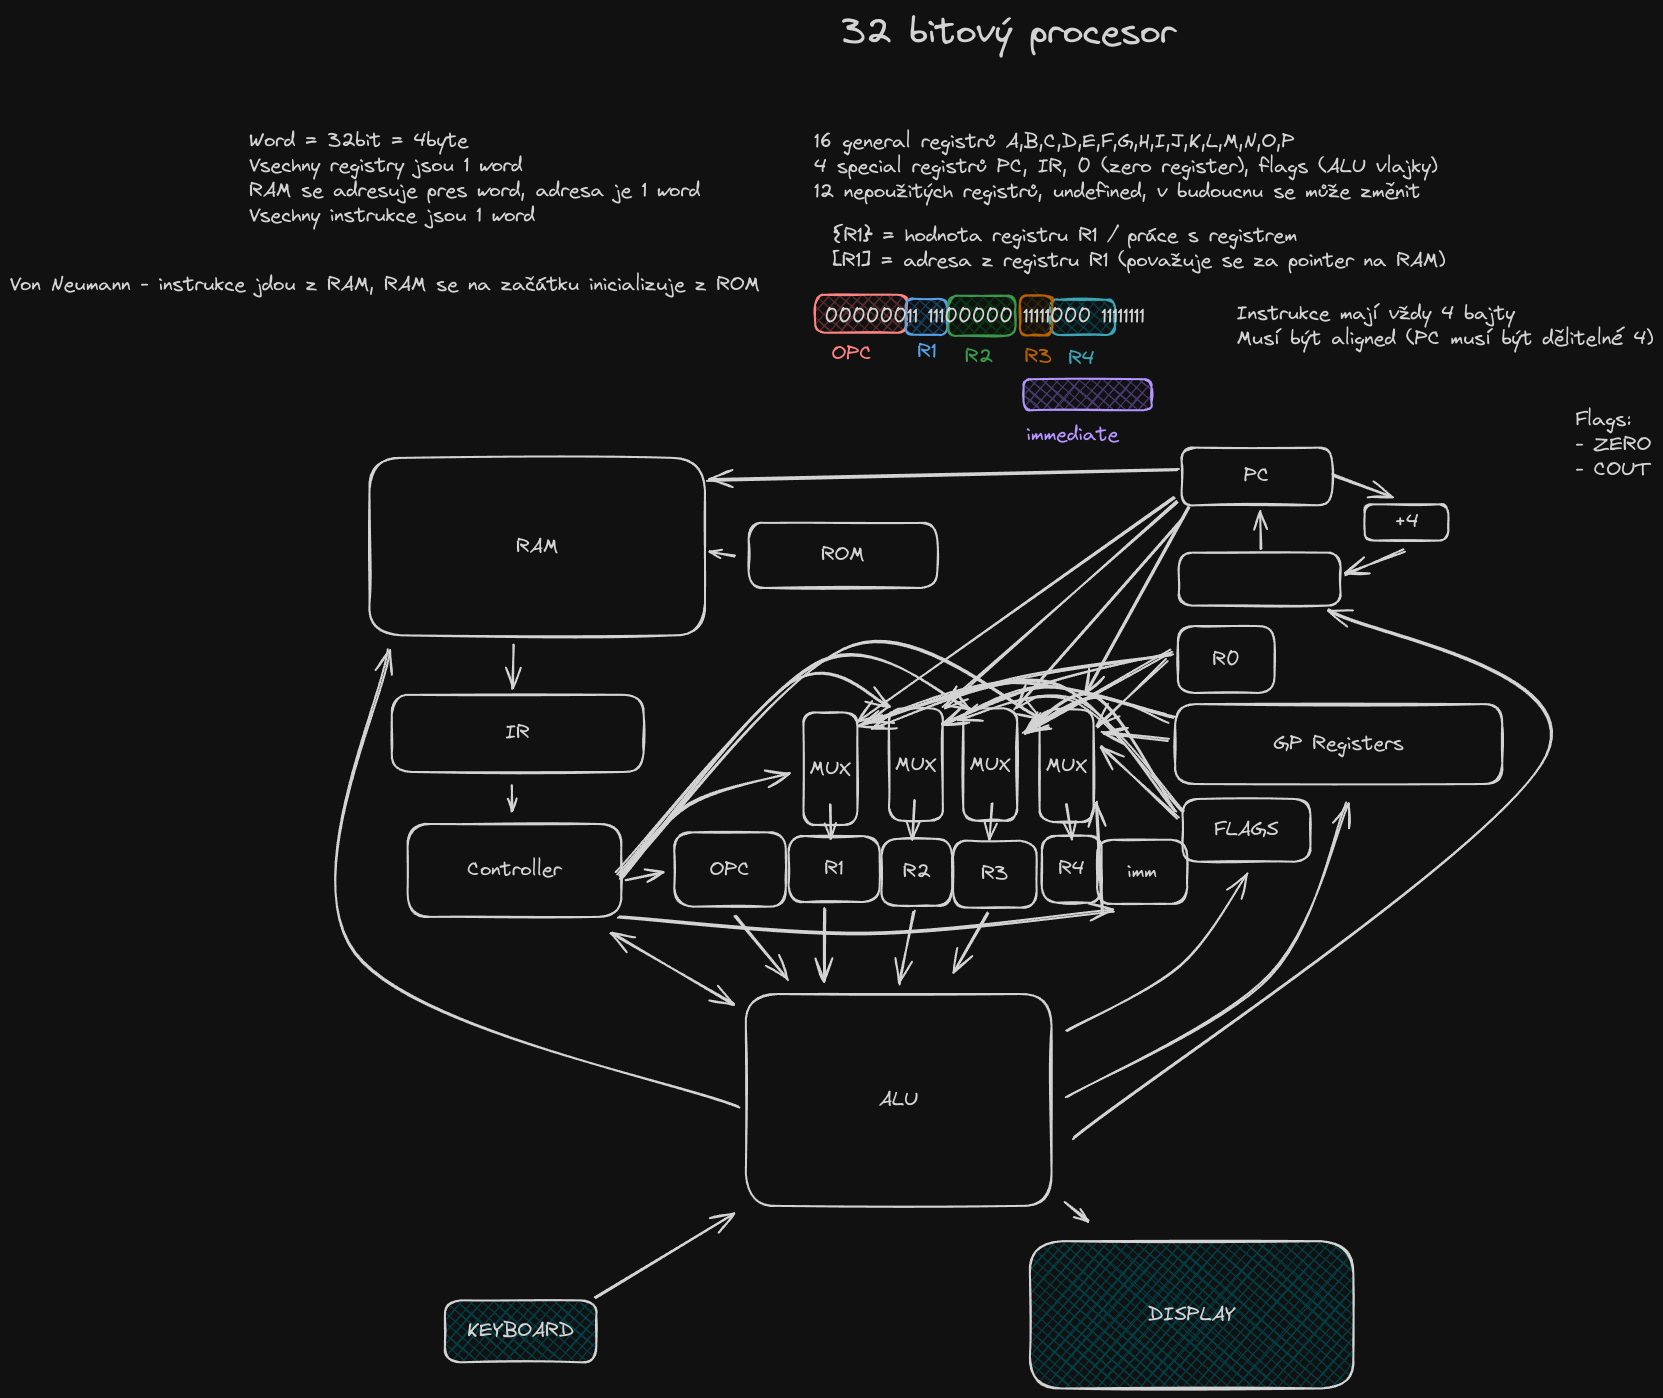 32 bitový procesor
Word = 32bit = 4byte
Vsechny registry jsou 1 word
RAM se adresuje pres word, adresa je 1 word
Vsechny instrukce jsou 1 word
16 general registrů A,B,C,D,E,F,G,H,I,J,K,L,M,N,O,P
4 special registrů PC, IR, 0 (zero register), flags (ALU vlajky)
12 nepoužitých registrů, undefined, v budoucnu se může změnit
{R1} = hodnota registru R1 / práce s registrem
[R1] = adresa z registru R1 (považuje se za pointer na RAM)
Von Neumann - instrukce jdou z RAM, RAM se na začátku inicializuje z ROM
00000011 11100000 11111000 11111111
OPC R1 R2 R3 R4
immediate
Instrukce mají vždy 4 bajty
Musí být aligned (PC musí být dělitelné 4)
Flags:
- ZERO
- COUT
PC
+4
RAM
ROM
R0
IR
GP Registers
MUX MUX MUX MUX
FLAGS
Controller
OPC R1 R2 R3 R4 imm
ALU
KEYBOARD
DISPLAY